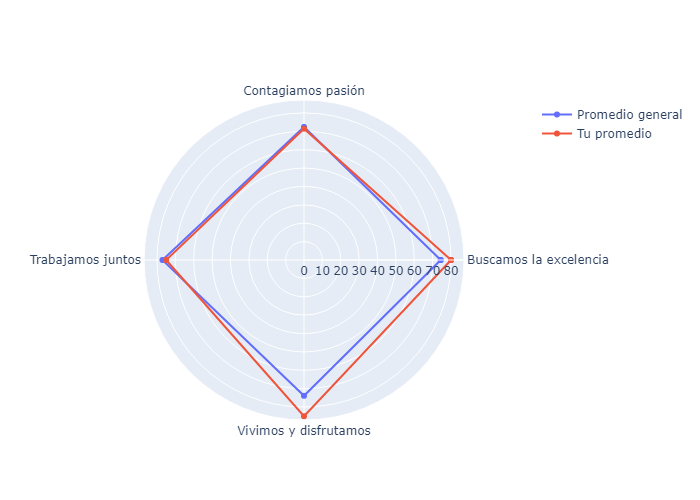 Contagiamos pasión
Promedio general
Tu promedio
Trabajamos juntos
Buscamos la excelencia
0 10 20 30 40 50 60 70 80
Vivimos y disfrutamos